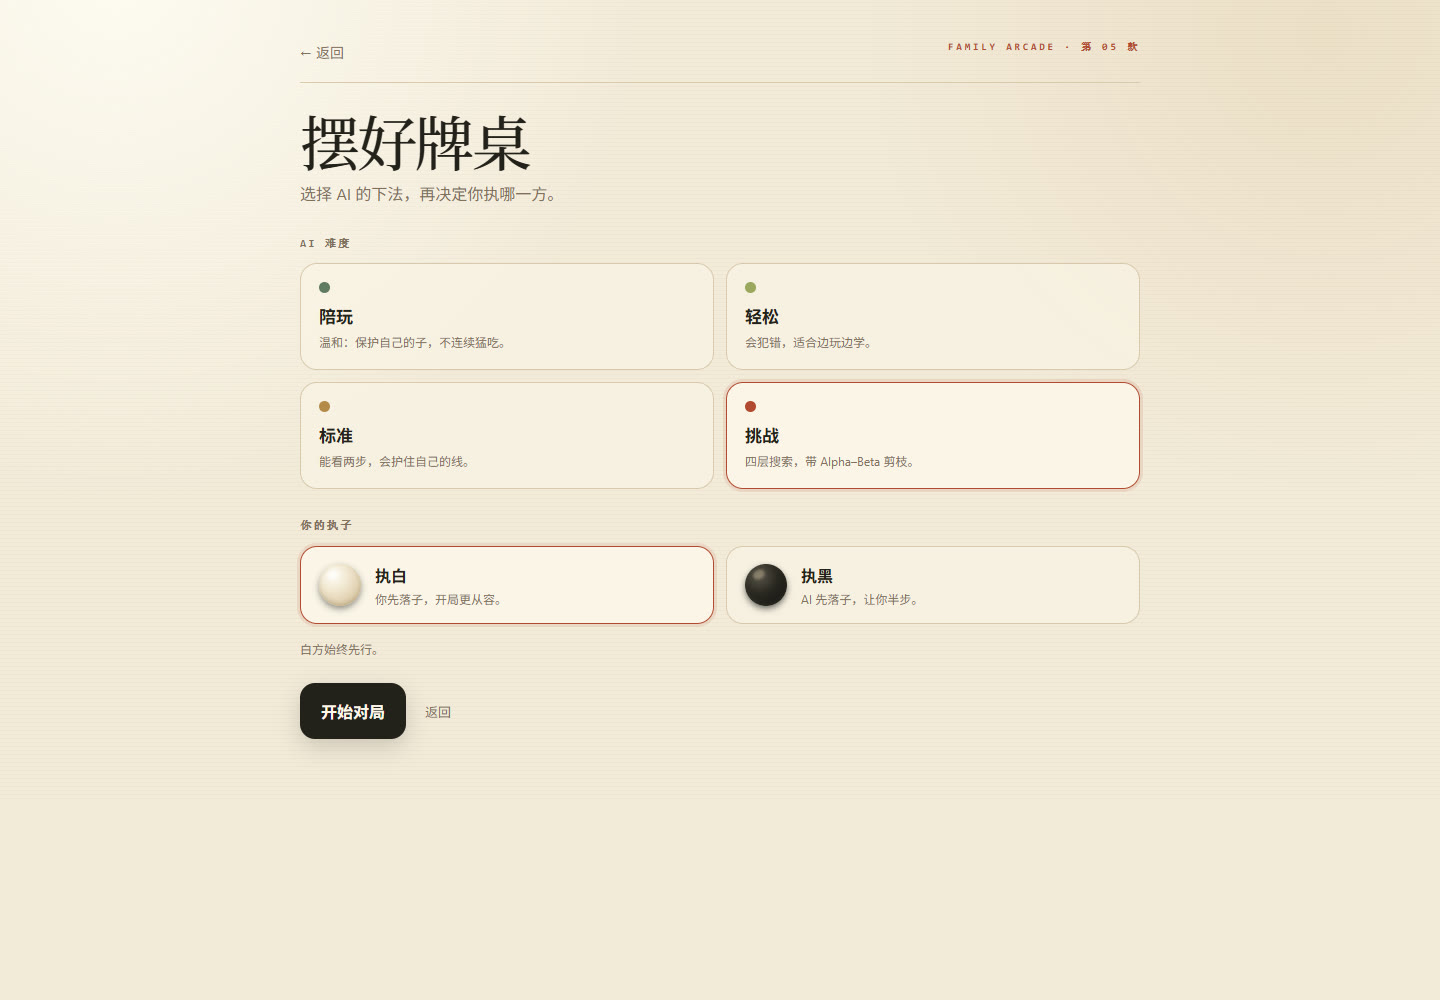 ← 返回
FAMILY ARCADE · 第 05 款
摆好牌桌
选择 AI 的下法，再决定你执哪一方。
AI 难度
陪玩
温和：保护自己的子，不连续猛吃。
轻松
会犯错，适合边玩边学。
标准
能看两步，会护住自己的线。
挑战
四层搜索，带 Alpha–Beta 剪枝。
你的执子
执白
你先落子，开局更从容。
执黑
AI 先落子，让你半步。
白方始终先行。
开始对局
返回